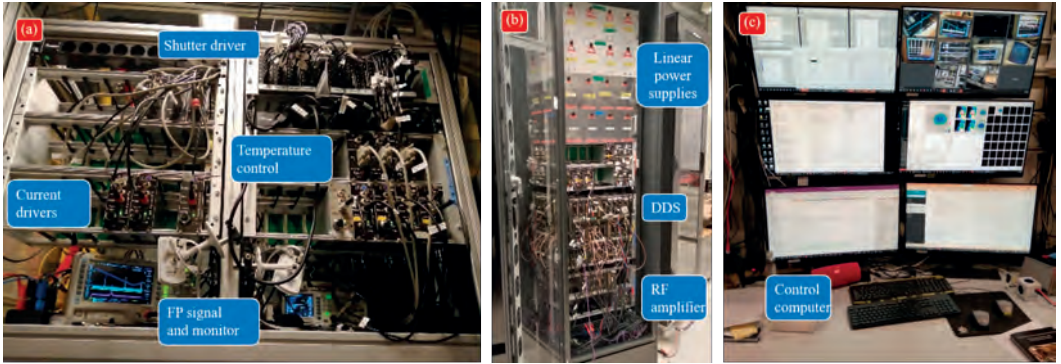 (a)
Shutter driver
Temperature
control
Current
drivers
FP signal
and monitor
(b)
Linear
power
supplies
DDS
RF
amplifier
(c)
Control
computer